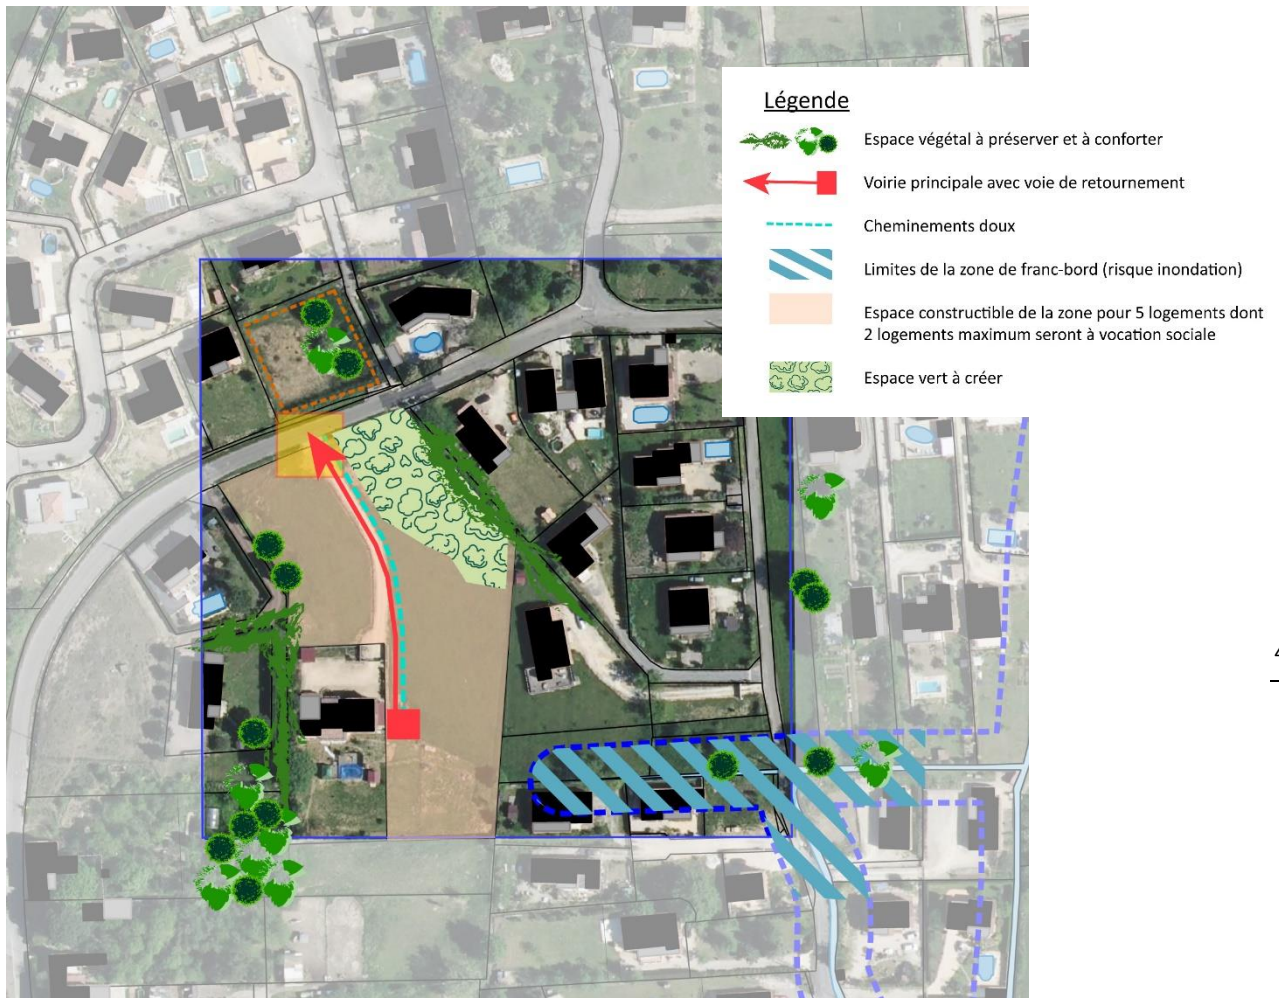 Légende
Espace végétal à préserver et à conforter
Voirie principale avec voie de retournement
Cheminements doux
Limites de la zone de franc-bord (risque inondation)
Espace constructible de la zone pour 5 logements dont
2 logements maximum seront à vocation sociale
Espace vert à créer